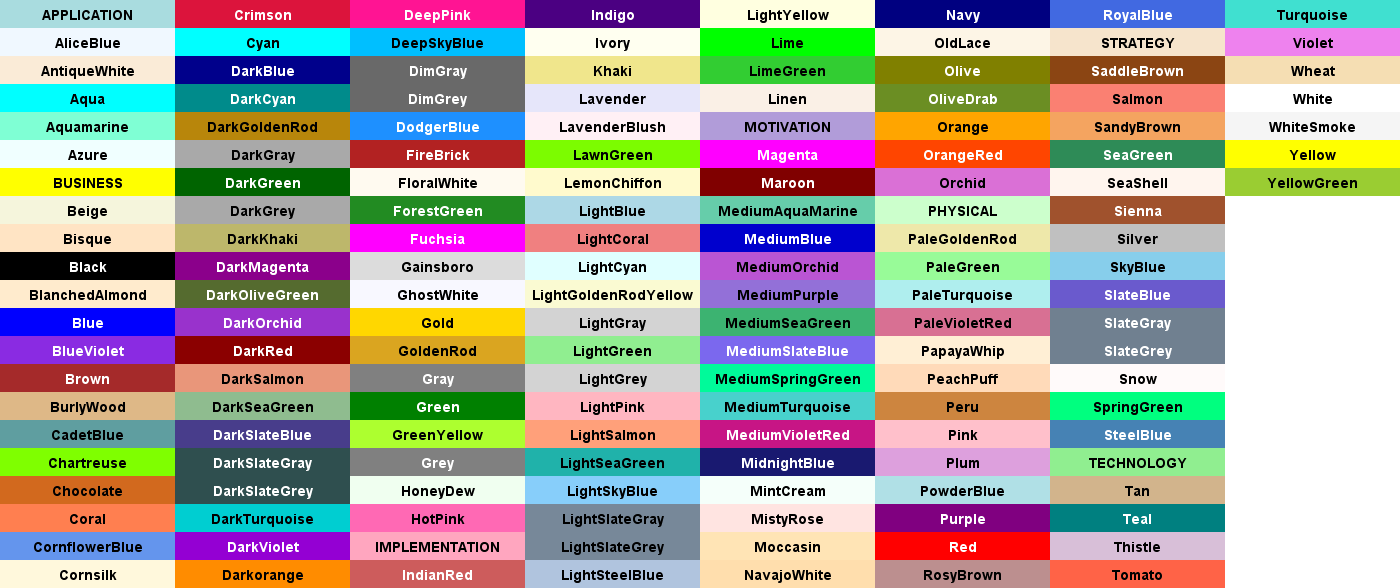 APPLICATION
AliceBlue
AntiqueWhite
Aqua
Aquamarine
Azure
BUSINESS
Beige
Bisque
Black
BlanchedAlmond
Blue
BlueViolet
Brown
BurlyWood
CadetBlue
Chartreuse
Chocolate
Coral
CornflowerBlue
Cornsilk
Crimson
Cyan
DarkBlue
DarkCyan
DarkGoldenRod
DarkGray
DarkGreen
DarkGrey
DarkKhaki
DarkMagenta
DarkOliveGreen
DarkOrchid
DarkRed
DarkSalmon
DarkSeaGreen
DarkSlateBlue
DarkSlateGray
DarkSlateGrey
DarkTurquoise
DarkViolet
Darkorange
DeepPink
DeepSkyBlue
DimGray
DimGrey
DodgerBlue
FireBrick
FloralWhite
ForestGreen
Fuchsia
Gainsboro
GhostWhite
Gold
GoldenRod
Gray
Green
GreenYellow
Grey
HoneyDew
HotPink
IMPLEMENTATION
IndianRed
Indigo
Ivory
Khaki
Lavender
LavenderBlush
LawnGreen
LemonChiffon
LightBlue
LightCoral
LightCyan
LightGoldenRodYellow
LightGray
LightGreen
LightGrey
LightPink
LightSalmon
LightSeaGreen
LightSkyBlue
LightSlateGray
LightSlateGrey
LightSteelBlue
LightYellow
Lime
LimeGreen
Linen
MOTIVATION
Magenta
Maroon
MediumAquaMarine
MediumBlue
MediumOrchid
MediumPurple
MediumSeaGreen
MediumSlateBlue
MediumSpringGreen
MediumTurquoise
MediumVioletRed
MidnightBlue
MintCream
MistyRose
Moccasin
NavajoWhite
Navy
OldLace
Olive
OliveDrab
Orange
OrangeRed
Orchid
PHYSICAL
PaleGoldenRod
PaleGreen
PaleTurquoise
PaleVioletRed
PapayaWhip
PeachPuff
Peru
Pink
Plum
PowderBlue
Purple
Red
RosyBrown
RoyalBlue
STRATEGY
SaddleBrown
Salmon
SandyBrown
SeaGreen
SeaShell
Sienna
Silver
SkyBlue
SlateBlue
SlateGray
SlateGrey
Snow
SpringGreen
SteelBlue
TECHNOLOGY
Tan
Teal
Thistle
Tomato
Turquoise
Violet
Wheat
White
WhiteSmoke
Yellow
YellowGreen